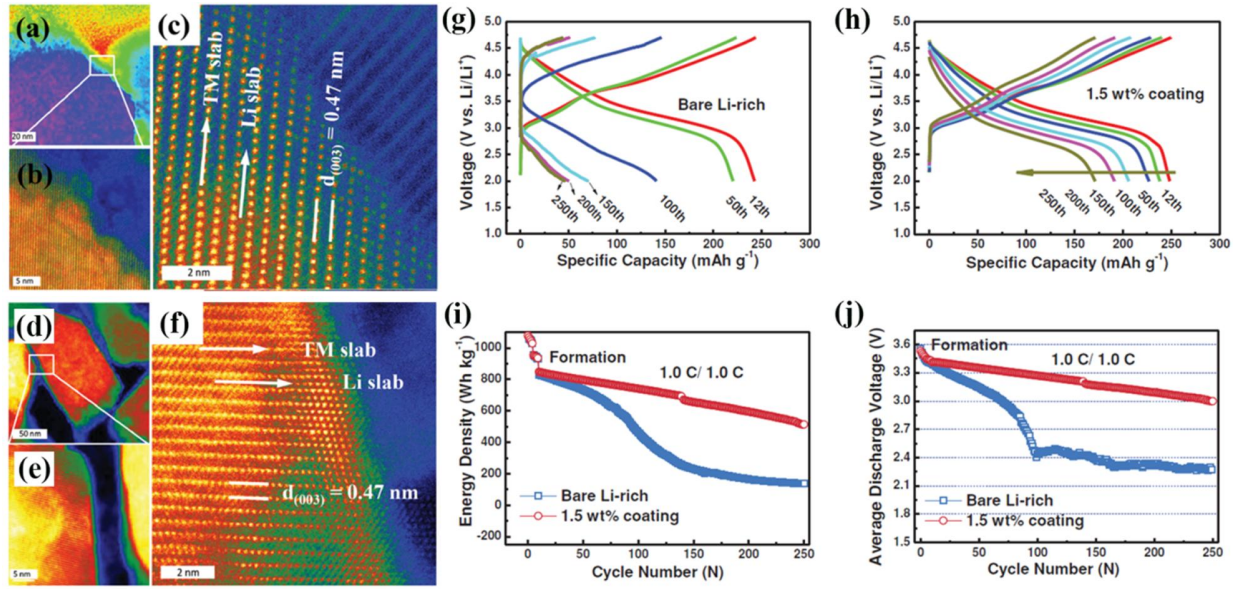 (a)
20 nm
(b)
5 nm
(c)
TM slab
Li slab
d(003) = 0.47 nm
2 nm
(d)
50 nm
(e)
5 nm
(f)
TM slab
Li slab
d(003) = 0.47 nm
2 nm
(g)
Voltage (V vs. Li/Li+)
5.0
4.5
4.0
3.5
3.0
2.5
2.0
1.5
1.0
Bare Li-rich
250th 200th 150th 100th 50th 12th
0 50 100 150 200 250 300
Specific Capacity (mAh g-1)
(h)
Voltage (V vs. Li/Li+)
5.0
4.5
4.0
3.5
3.0
2.5
2.0
1.5
1.0
1.5 wt% coating
250th 200th 150th 100th 50th 12th
0 50 100 150 200 250 300
Specific Capacity (mAh g-1)
(i)
Energy Density (Wh kg-1)
1000
800
600
400
200
0
-200
Formation
1.0 C/ 1.0 C
Bare Li-rich
1.5 wt% coating
0 50 100 150 200 250
Cycle Number (N)
(j)
Average Discharge Voltage (V)
3.6
3.3
3.0
2.7
2.4
2.1
1.8
1.5
Formation
1.0 C/ 1.0 C
Bare Li-rich
1.5 wt% coating
0 50 100 150 200 250
Cycle Number (N)